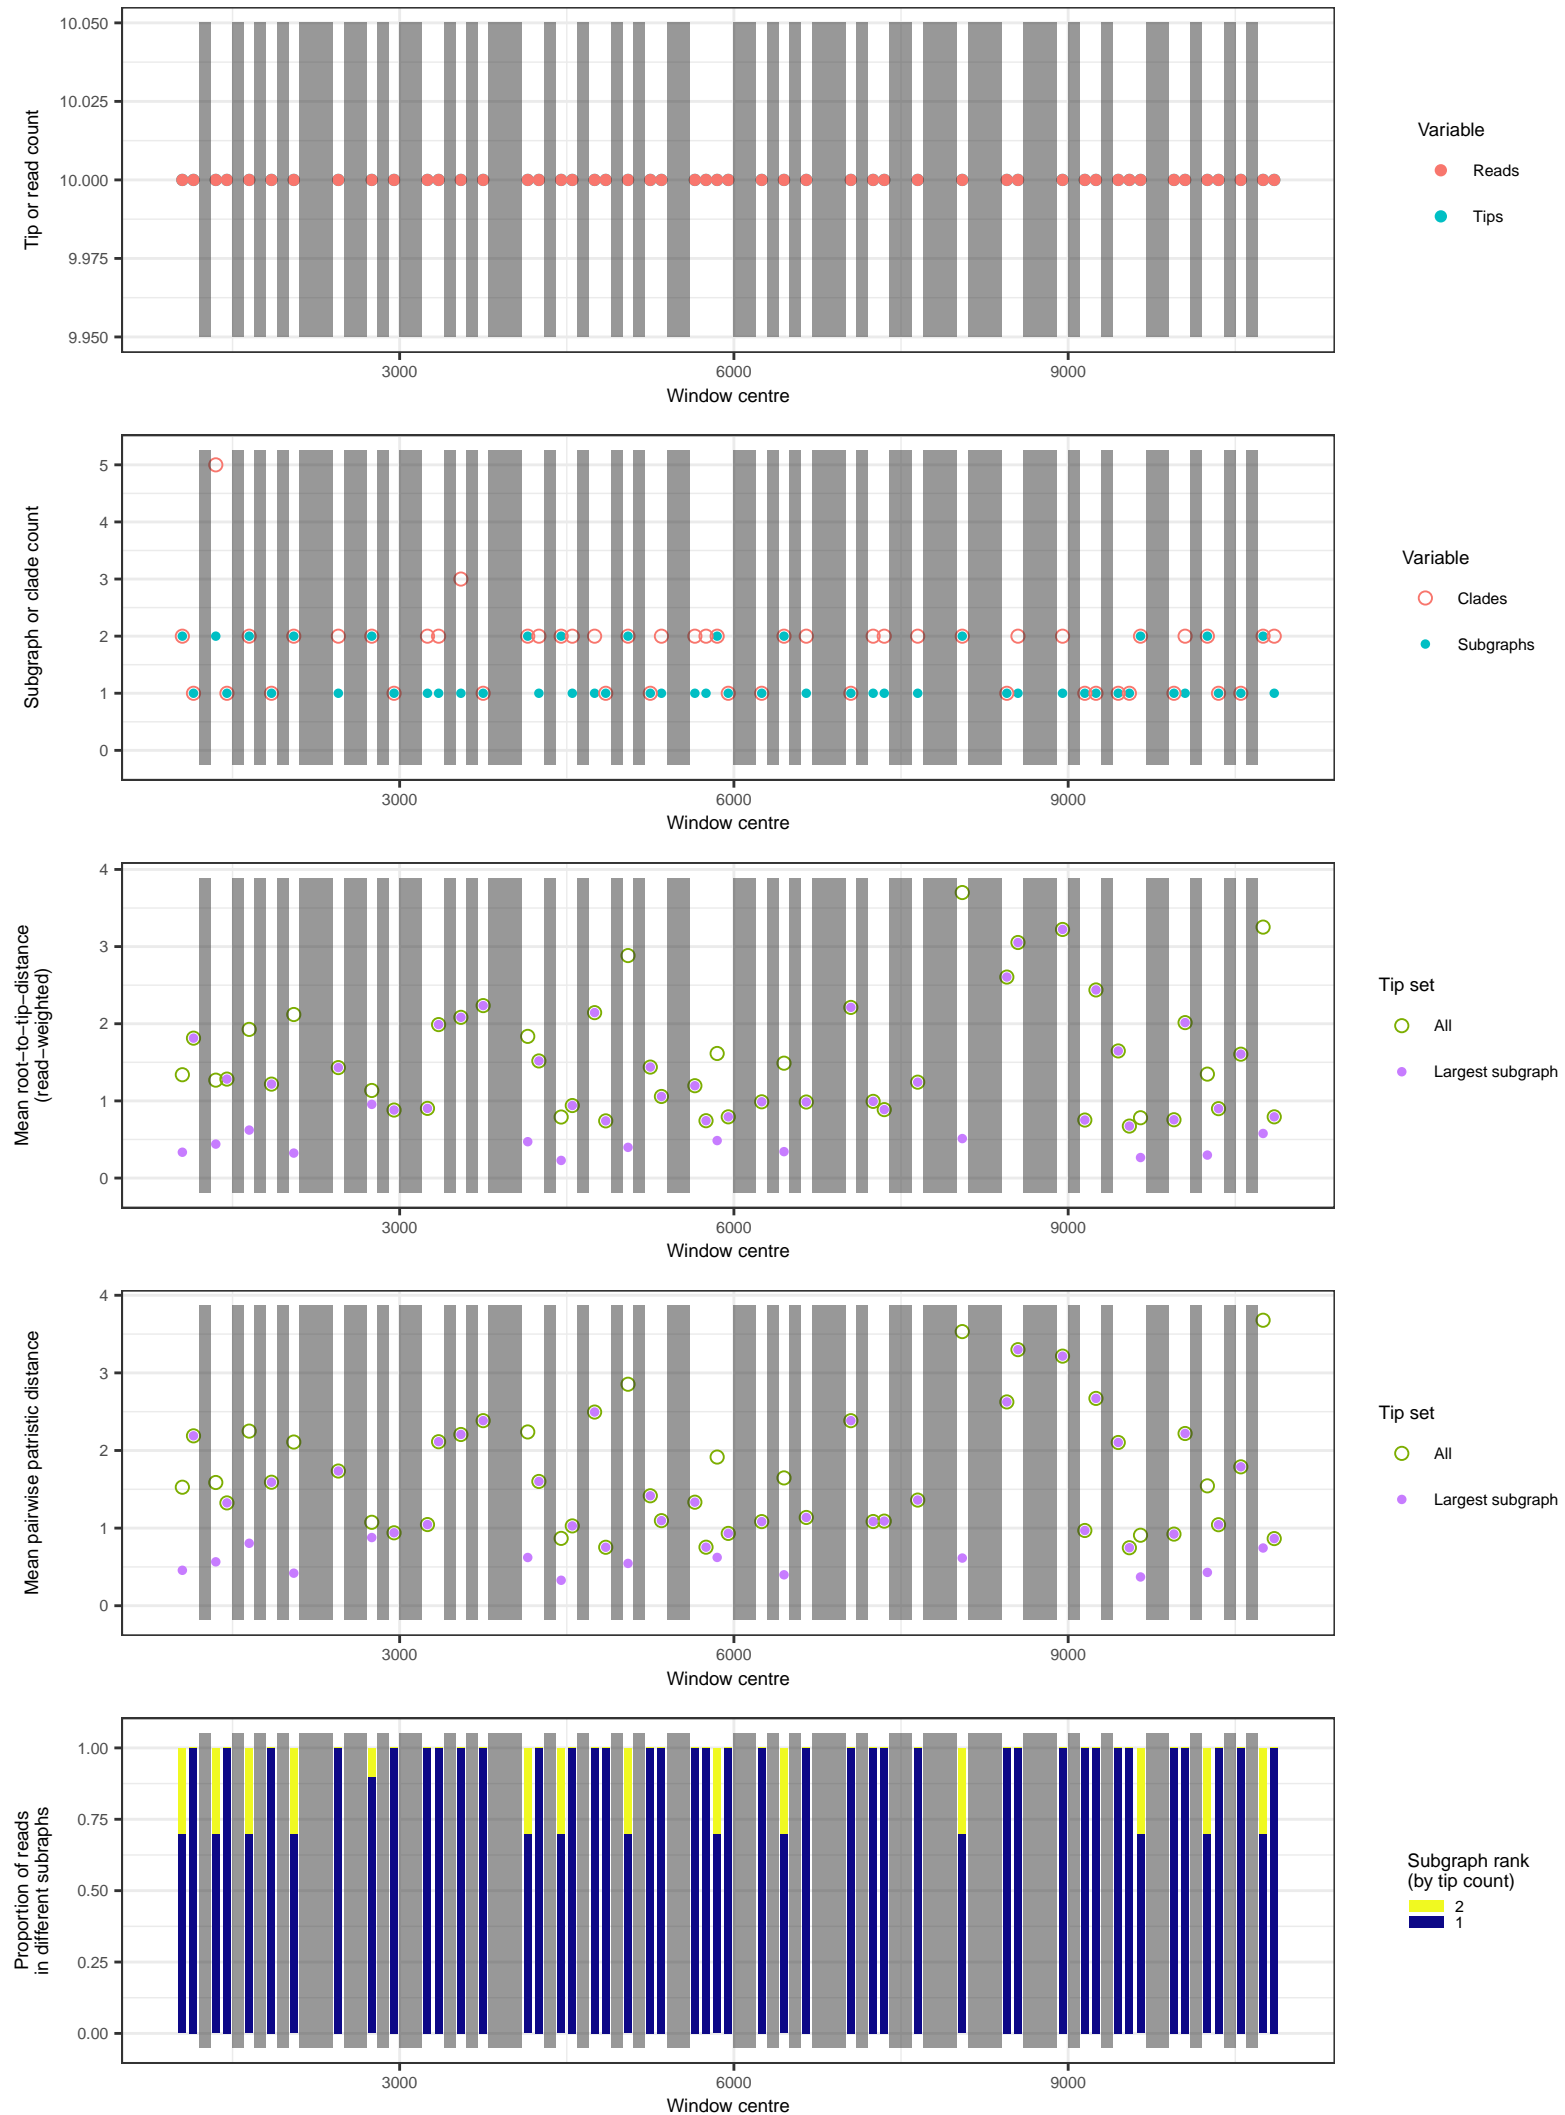 10.050
10.025
10.000
9.975
9.950
Tip or read count
3000 6000 9000
Window centre
Variable
Reads
Tips
5
4
3
2
1
0
Subgraph or clade count
3000 6000 9000
Window centre
Variable
Clades
Subgraphs
4
3
2
1
0
Mean root−to−tip−distance
(read−weighted)
3000 6000 9000
Window centre
Tip set
All
Largest subgraph
4
3
2
1
0
Mean pairwise patristic distance
3000 6000 9000
Window centre
Tip set
All
Largest subgraph
1.00
0.75
0.50
0.25
0.00
Proportion of reads
in different subraphs
3000 6000 9000
Window centre
Subgraph rank
(by tip count)
2
1